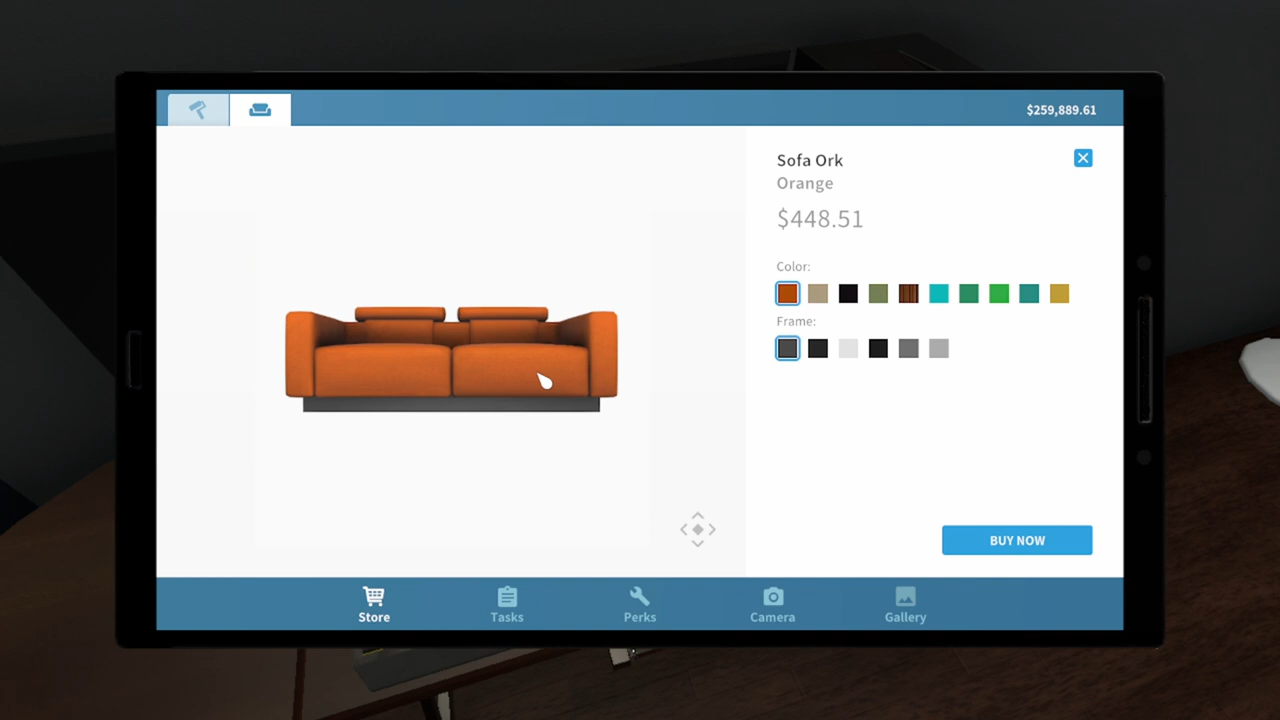 $259,889.61
Sofa Ork
Orange
$448.51
Color:
Frame:
BUY NOW
Store
Tasks
Perks
Camera
Gallery